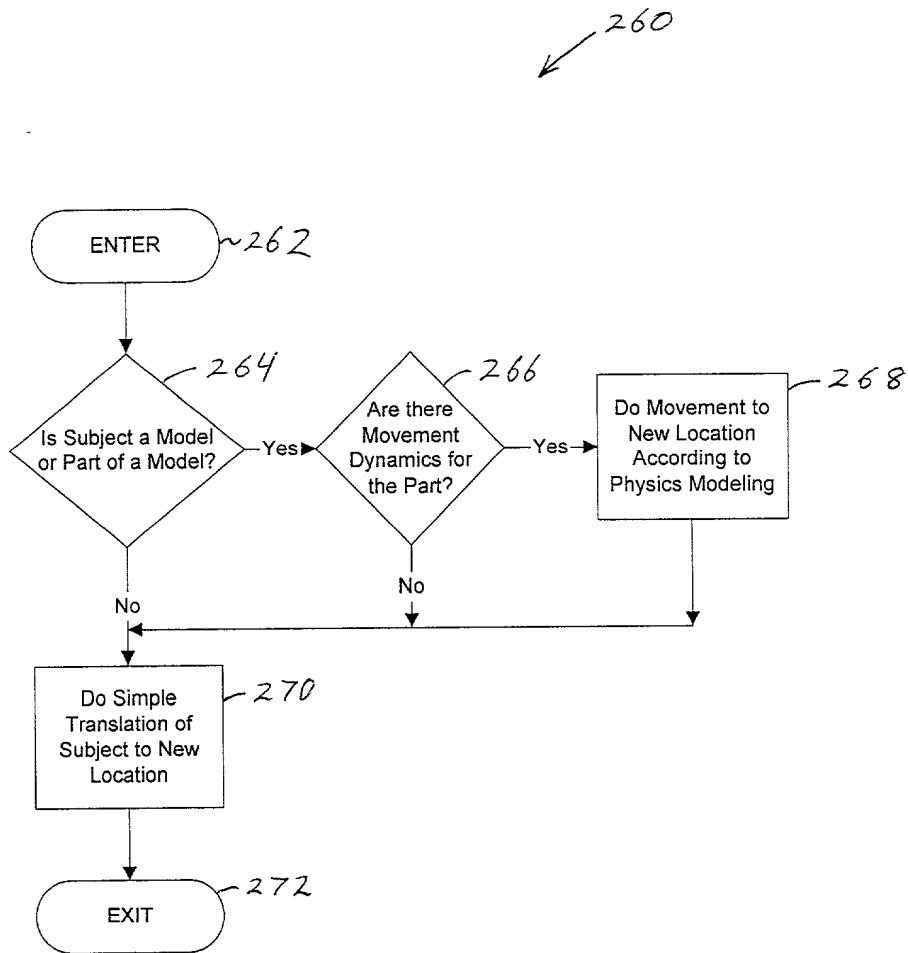 260
ENTER
262
264
Is Subject a Model
or Part of a Model?
Yes
266
Are there
Movement
Dynamics for
the Part?
Yes
268
Do Movement to
New Location
According to
Physics Modeling
No
No
270
Do Simple
Translation of
Subject to New
Location
EXIT
272